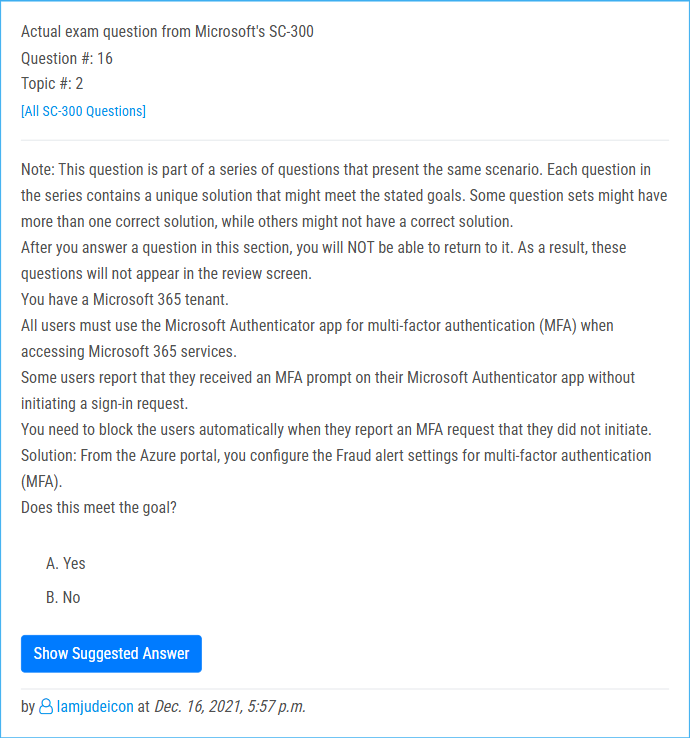 Actual exam question from Microsoft's SC-300
Question #: 16
Topic #: 2
[All SC-300 Questions]
Note: This question is part of a series of questions that present the same scenario. Each question in
the series contains a unique solution that might meet the stated goals. Some question sets might have
more than one correct solution, while others might not have a correct solution.
After you answer a question in this section, you will NOT be able to return to it. As a result, these
questions will not appear in the review screen.
You have a Microsoft 365 tenant.
All users must use the Microsoft Authenticator app for multi-factor authentication (MFA) when
accessing Microsoft 365 services.
Some users report that they received an MFA prompt on their Microsoft Authenticator app without
initiating a sign-in request.
You need to block the users automatically when they report an MFA request that they did not initiate.
Solution: From the Azure portal, you configure the Fraud alert settings for multi-factor authentication
(MFA).
Does this meet the goal?
A. Yes
B. No
Show Suggested Answer
by Iamjudeicon at Dec. 16, 2021, 5:57 p.m.